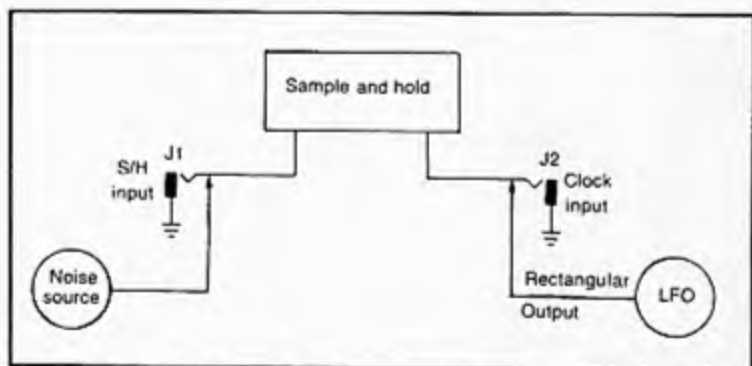 Sample and hold
J1
S/H
input
J2
Clock
input
Noise
source
Rectangular
Output
LFO